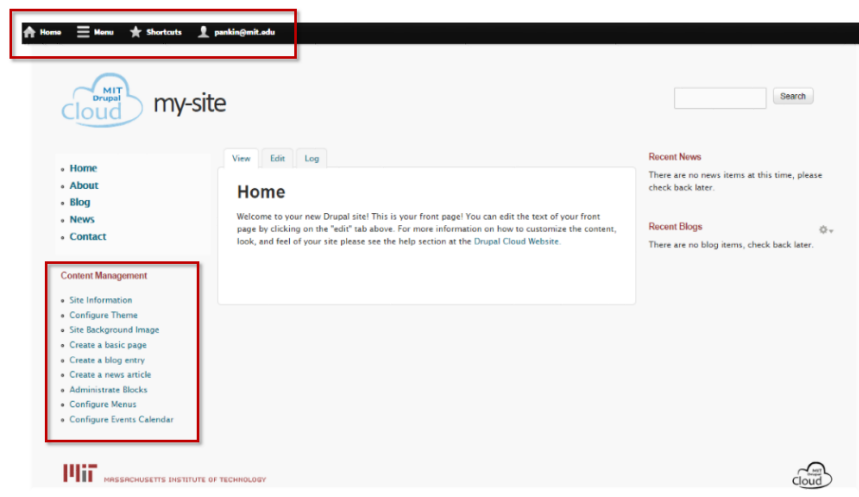 Home Menu Shortcuts pankin@mit.edu
MIT
Drupal
Cloud
my-site
Search
Home
About
Blog
News
Contact
Content Management
Site Information
Configure Theme
Site Background Image
Create a basic page
Create a blog entry
Create a news article
Administrate Blocks
Configure Menus
Configure Events Calendar
View Edit Log
Home
Welcome to your new Drupal site! This is your front page! You can edit the text of your front
page by clicking on the "edit" tab above. For more information on how to customize the content,
look, and feel of your site please see the help section at the Drupal Cloud Website.
Recent News
There are no news items at this time, please
check back later.
Recent Blogs
There are no blog items, check back later.
MASSACHUSETTS INSTITUTE OF TECHNOLOGY
MIT
Drupal
Cloud